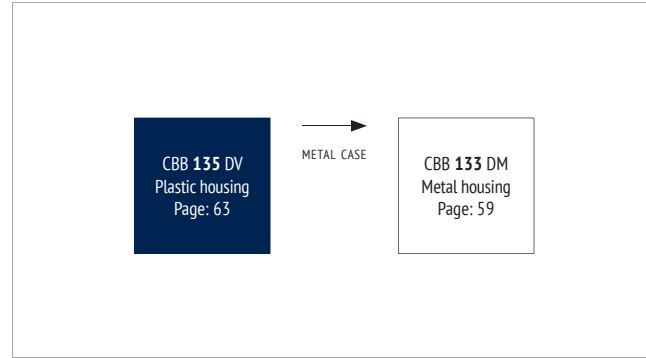 CBB 135 DV
Plastic housing
Page: 63
METAL CASE
CBB 133 DM
Metal housing
Page: 59